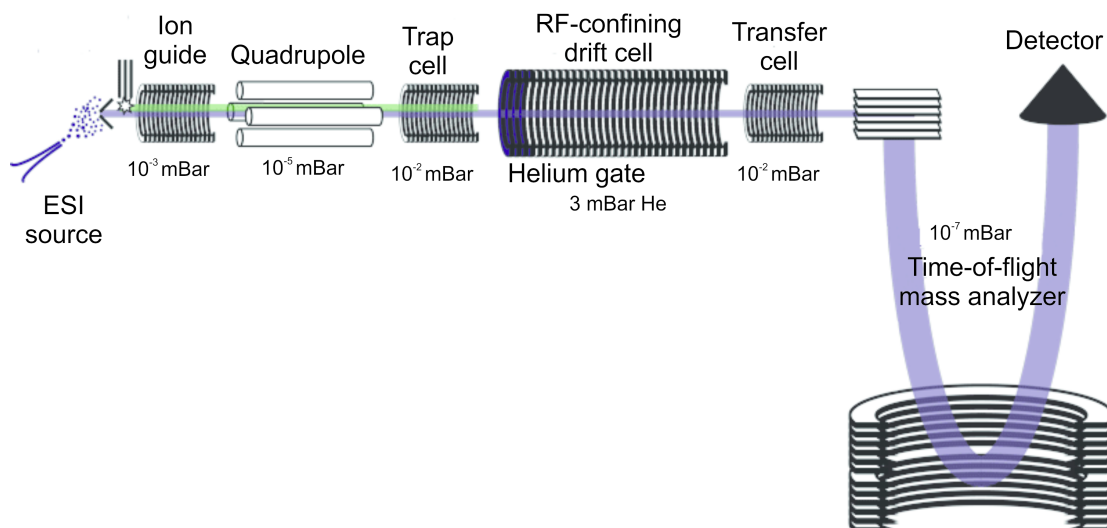 Ion
guide
Quadrupole
Trap
cell
RF-confining
drift cell
Transfer
cell
Detector
10⁻³ mBar
10⁻⁵ mBar
10⁻² mBar
Helium gate
3 mBar He
10⁻² mBar
ESI
source
10⁻⁷ mBar
Time-of-flight
mass analyzer